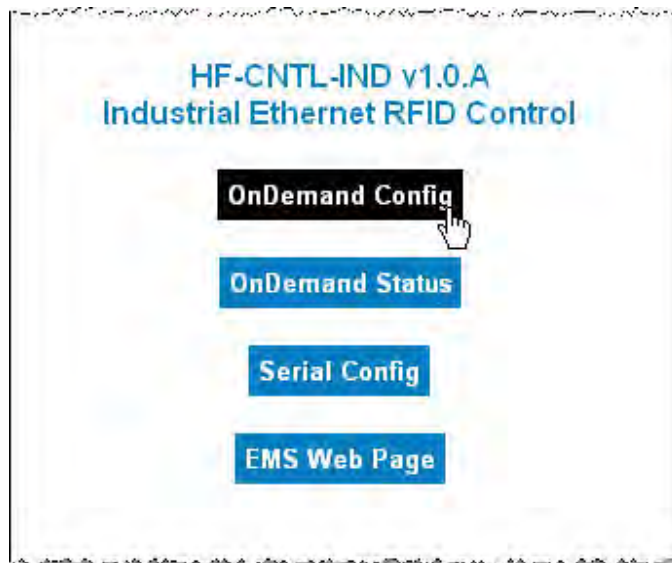 HF-CNTL-IND v1.0.A
Industrial Ethernet RFID Control
OnDemand Config
OnDemand Status
Serial Config
EMS Web Page